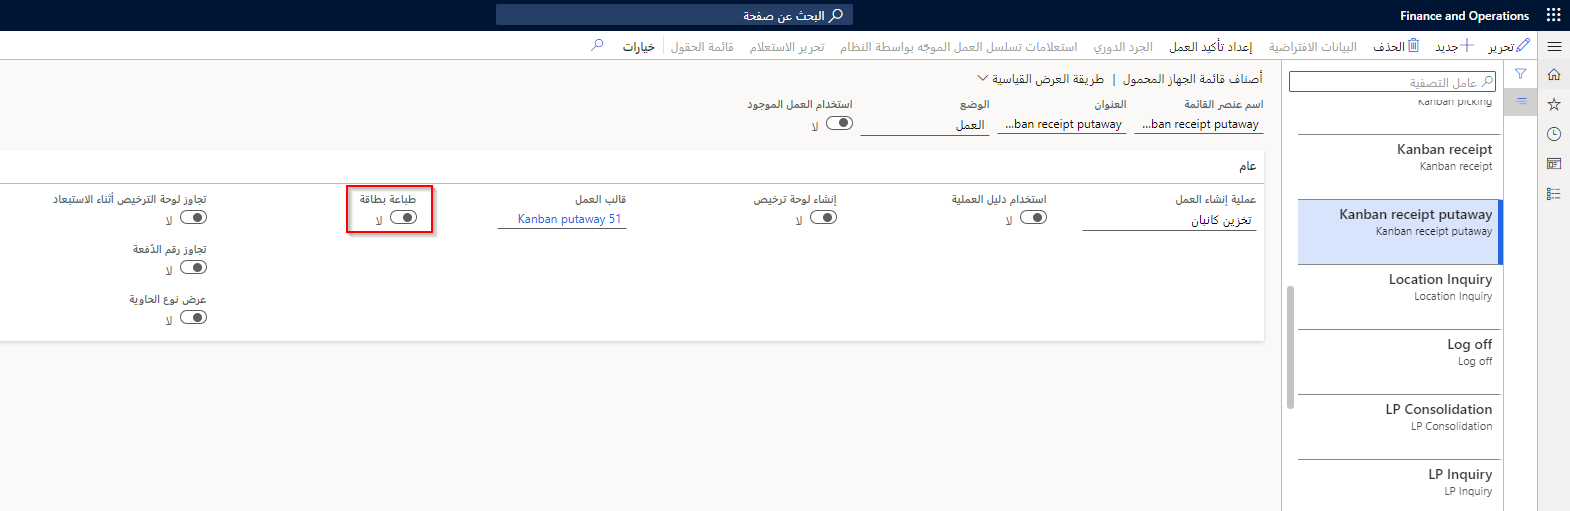 Finance and Operations
البحث عن صفحة
تحرير
جديد
الحذف
البيانات الافتراضية
إعداد تأكيد العمل
الجرد الدوري
استعلامات تسلسل العمل الموجّه بواسطة النظام
تحرير الاستعلام
قائمة الحقول
خيارات
عامل التصفية
Kanban picking
Kanban receipt
Kanban receipt
Kanban receipt putaway
Kanban receipt putaway
Location Inquiry
Location Inquiry
Log off
Log off
LP Consolidation
LP Consolidation
LP Inquiry
LP Inquiry
أصناف قائمة الجهاز المحمول | طريقة العرض القياسية
اسم عنصر القائمة
...ban receipt putaway
العنوان
...ban receipt putaway
الوضع
العمل
استخدام العمل الموجود
لا
عام
عملية إنشاء العمل
تخزين كانبان
استخدام دليل العملية
لا
إنشاء لوحة ترخيص
لا
قالب العمل
Kanban putaway 51
طباعة بطاقة
لا
تجاوز لوحة الترخيص أثناء الاستبعاد
لا
تجاوز رقم الدُفعة
لا
عرض نوع الحاوية
لا